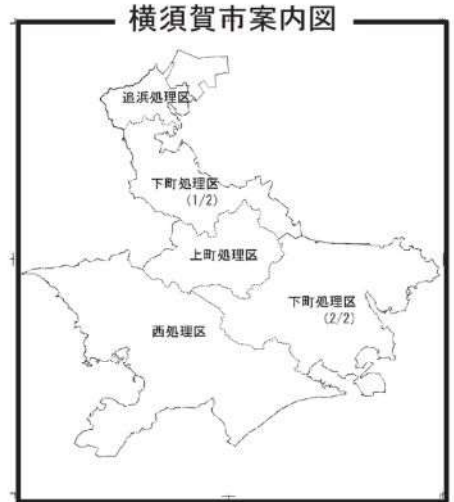 横須賀市案内図
追浜処理区
下町処理区
(1/2)
上町処理区
下町処理区
(2/2)
西処理区